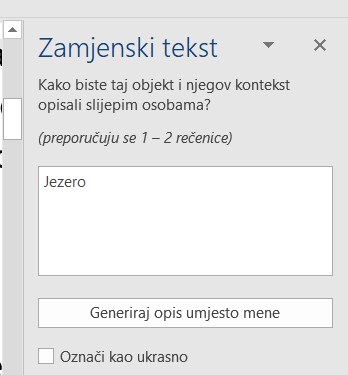 Zamjenski tekst
Kako biste taj objekt i njegov kontekst
opisali slijepim osobama?
(preporučuju se 1 – 2 rečenice)
Jezero
Generiraj opis umjesto mene
Označi kao ukrasno